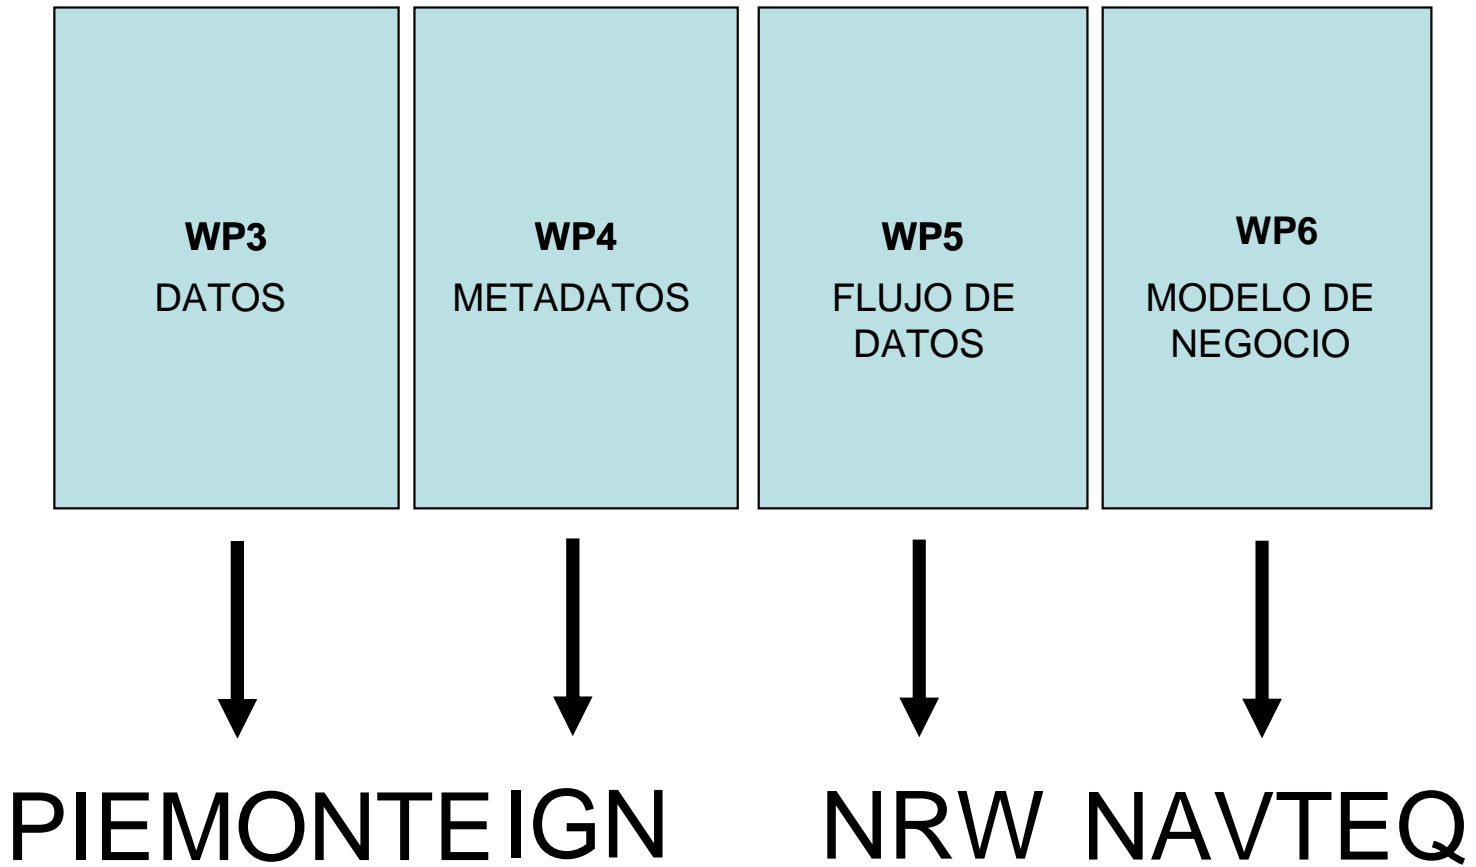 WP3
DATOS
WP4
METADATOS
WP5
FLUJO DE
DATOS
WP6
MODELO DE
NEGOCIO
PIEMONTE
IGN
NRW
NAVTEQ